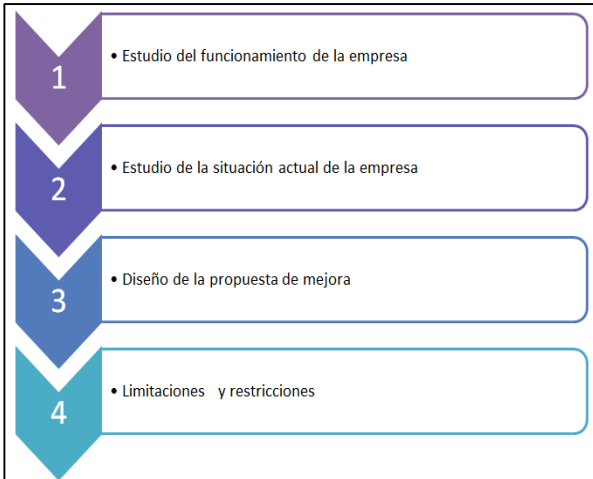 1
• Estudio del funcionamiento de la empresa
2
• Estudio de la situación actual de la empresa
3
• Diseño de la propuesta de mejora
4
• Limitaciones y restricciones